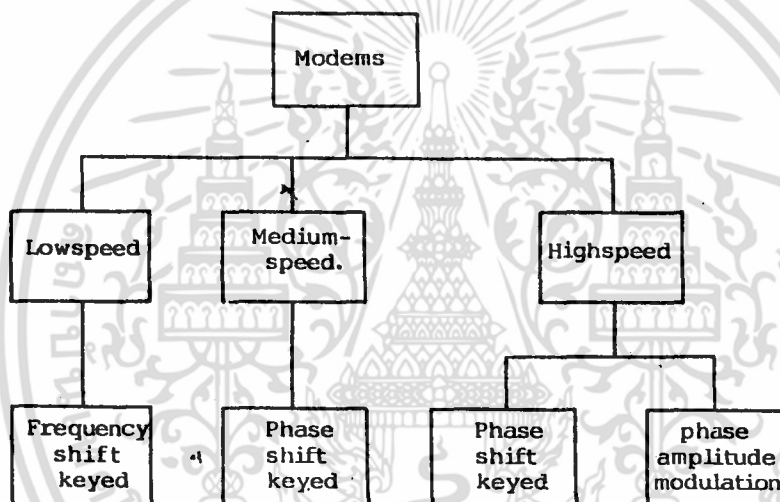 Modems
Lowspeed
Medium-
speed.
Highspeed
Frequency
shift
keyed
Phase
shift
keyed
Phase
shift
keyed
phase
amplitude
modulation